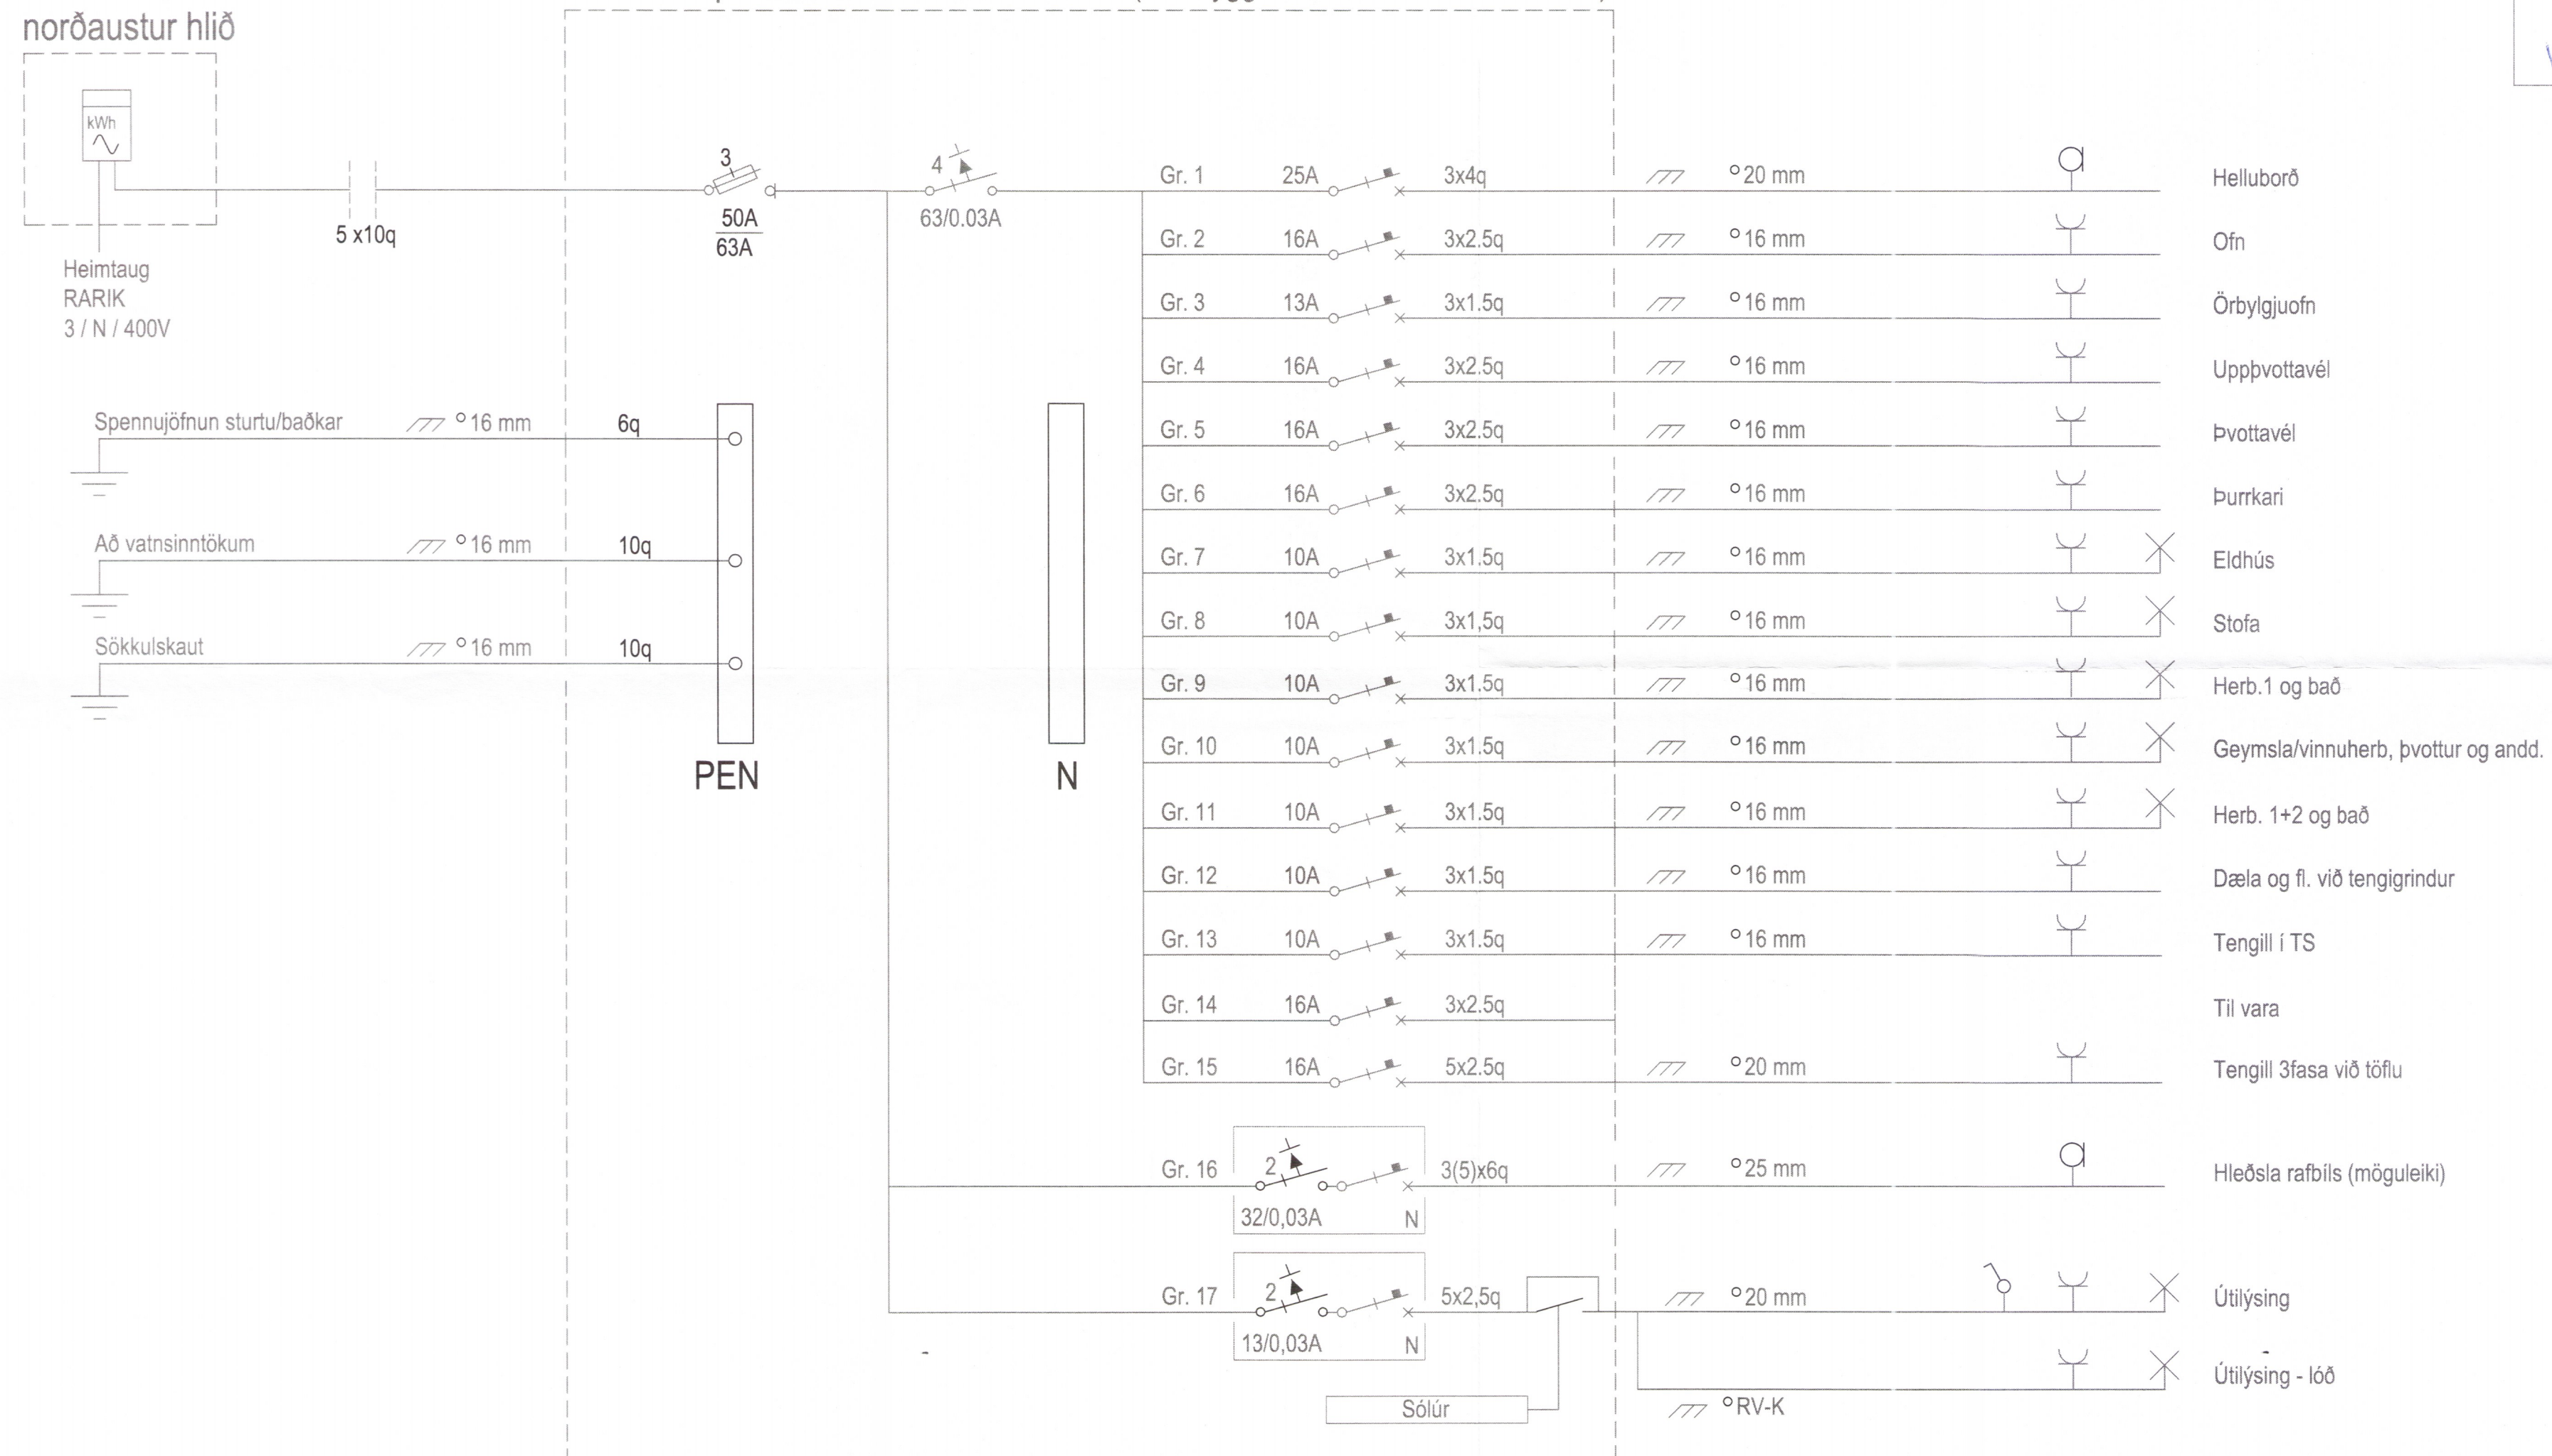 norðaustur hlið
kWh
5 x10q
Heimtaug
RARIK
3 / N / 400V
3
50A
63A
4
63/0.03A
Spennujöfnun sturtu/baðkar 16 mm 6q
Að vatnsinntökum 16 mm 10q
Sökkulskaut 16 mm 10q
PEN
N
Gr. 1 25A 3x4q 20 mm Helluborð
Gr. 2 16A 3x2.5q 16 mm Ofn
Gr. 3 13A 3x1.5q 16 mm Örbylgjuofn
Gr. 4 16A 3x2.5q 16 mm Uppþvottavél
Gr. 5 16A 3x2.5q 16 mm Þvottavél
Gr. 6 16A 3x2.5q 16 mm Þurrkari
Gr. 7 10A 3x1.5q 16 mm Eldhús
Gr. 8 10A 3x1,5q 16 mm Stofa
Gr. 9 10A 3x1.5q 16 mm Herb.1 og bað
Gr. 10 10A 3x1.5q 16 mm Geymsla/vinnuherb, þvottur og andd.
Gr. 11 10A 3x1.5q 16 mm Herb. 1+2 og bað
Gr. 12 10A 3x1.5q 16 mm Dæla og fl. við tengigrindur
Gr. 13 10A 3x1.5q 16 mm Tengill í TS
Gr. 14 16A 3x2.5q Til vara
Gr. 15 16A 5x2.5q 20 mm Tengill 3fasa við töflu
Gr. 16 2 3(5)x6q 25 mm Hleðsla rafbíls (möguleiki)
32/0,03A N
Gr. 17 2 5x2,5q 20 mm Útilýsing
13/0,03A N
Útilýsing - lóð
Sólúr
RV-K